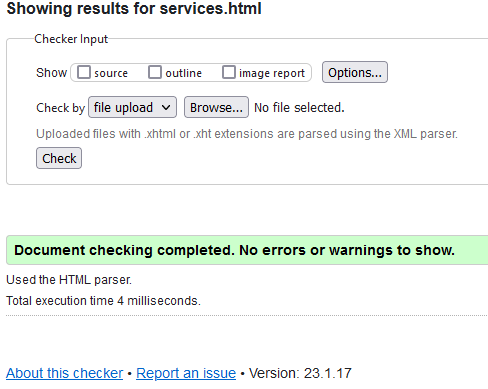 Showing results for services.html
Checker Input
Show source outline image report Options...
Check by file upload Browse... No file selected.
Uploaded files with .xhtml or .xht extensions are parsed using the XML parser.
Check
Document checking completed. No errors or warnings to show.
Used the HTML parser.
Total execution time 4 milliseconds.
About this checker • Report an issue • Version: 23.1.17